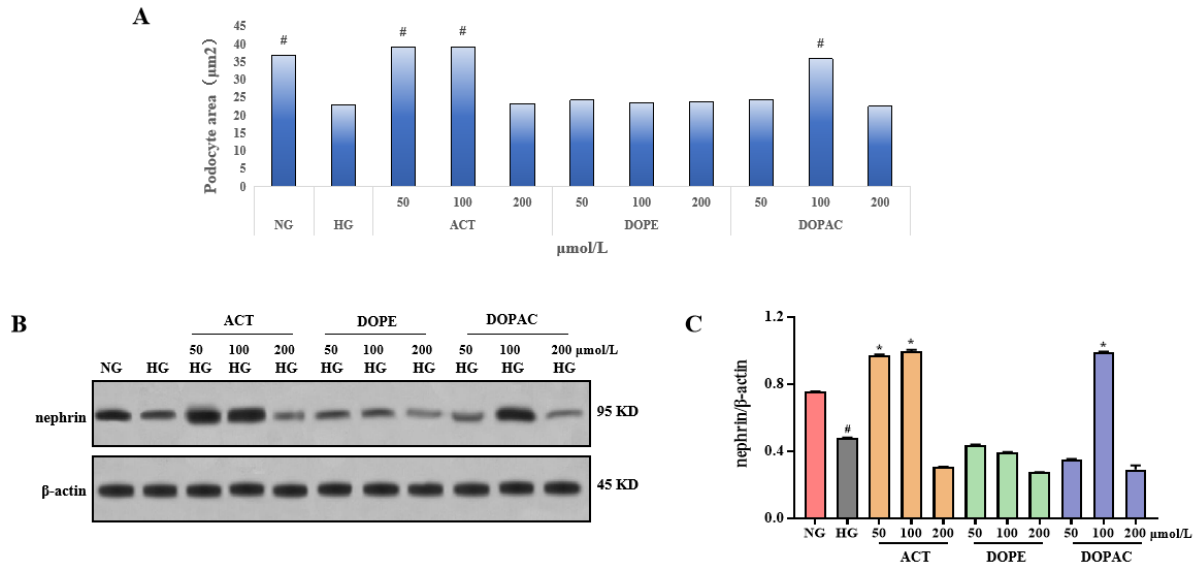 A
Podocyte area（μm2）
45
40
35
30
25
20
15
10
5
0
# # # #
50 100 200 50 100 200 50 100 200
NG HG ACT DOPE DOPAC
μmol/L
B
ACT DOPE DOPAC
50 100 200 50 100 200 50 100 200 μmol/L
NG HG HG HG HG HG HG HG HG HG HG
nephrin 95 KD
β-actin 45 KD
C
nephrin/β-actin
1.2
0.8
0.4
0.0
# * * *
NG HG 50 100 200 50 100 200 50 100 200 μmol/L
ACT DOPE DOPAC